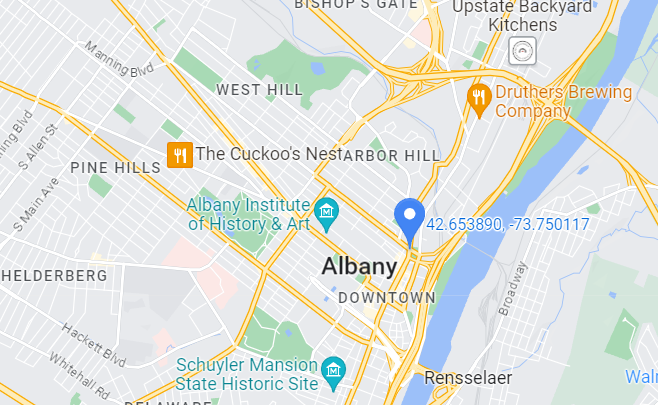 BISHOP'S GATE
Upstate Backyard
Kitchens
Manning Blvd
WEST HILL
Druthers Brewing
Company
S Allen St
The Cuckoo's Nest
ARBOR HILL
PINE HILLS
S Main Ave
Albany Institute
of History & Art
42.653890, -73.750117
Albany
HELDERBERG
DOWNTOWN
Broadway
Hackett Blvd
Whitehall Rd
Schuyler Mansion
State Historic Site
Rensselaer
Waln